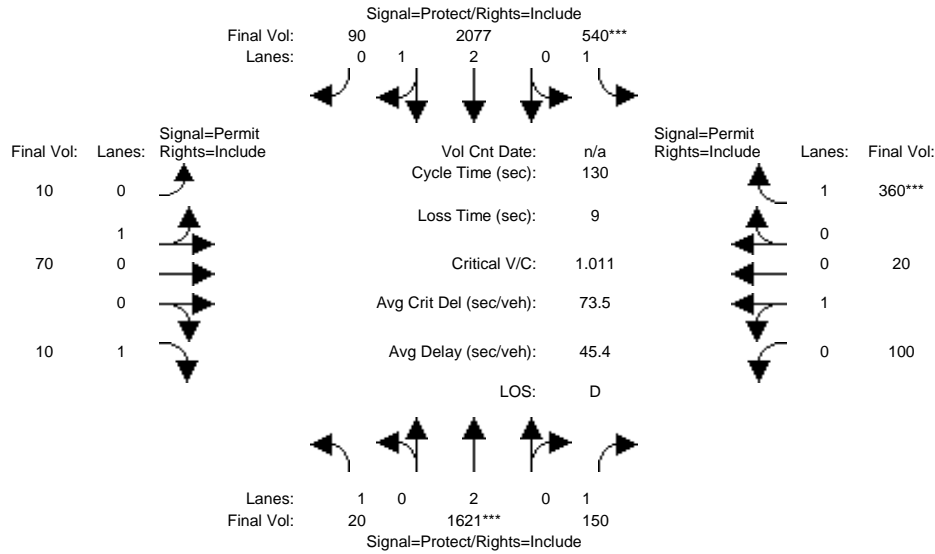 Signal=Protect/Rights=Include
Final Vol: 90 2077 540***
Lanes: 0 1 2 0 1
Signal=Permit Signal=Permit
Final Vol: Lanes: Rights=Include Vol Cnt Date: n/a Rights=Include Lanes: Final Vol:
10 0 Cycle Time (sec): 130 1 360***
Loss Time (sec): 9
1 0
70 0 Critical V/C: 1.011 0 20
0 Avg Crit Del (sec/veh): 73.5 1
10 1 Avg Delay (sec/veh): 45.4 0 100
LOS: D
Lanes: 1 0 2 0 1
Final Vol: 20 1621*** 150
Signal=Protect/Rights=Include